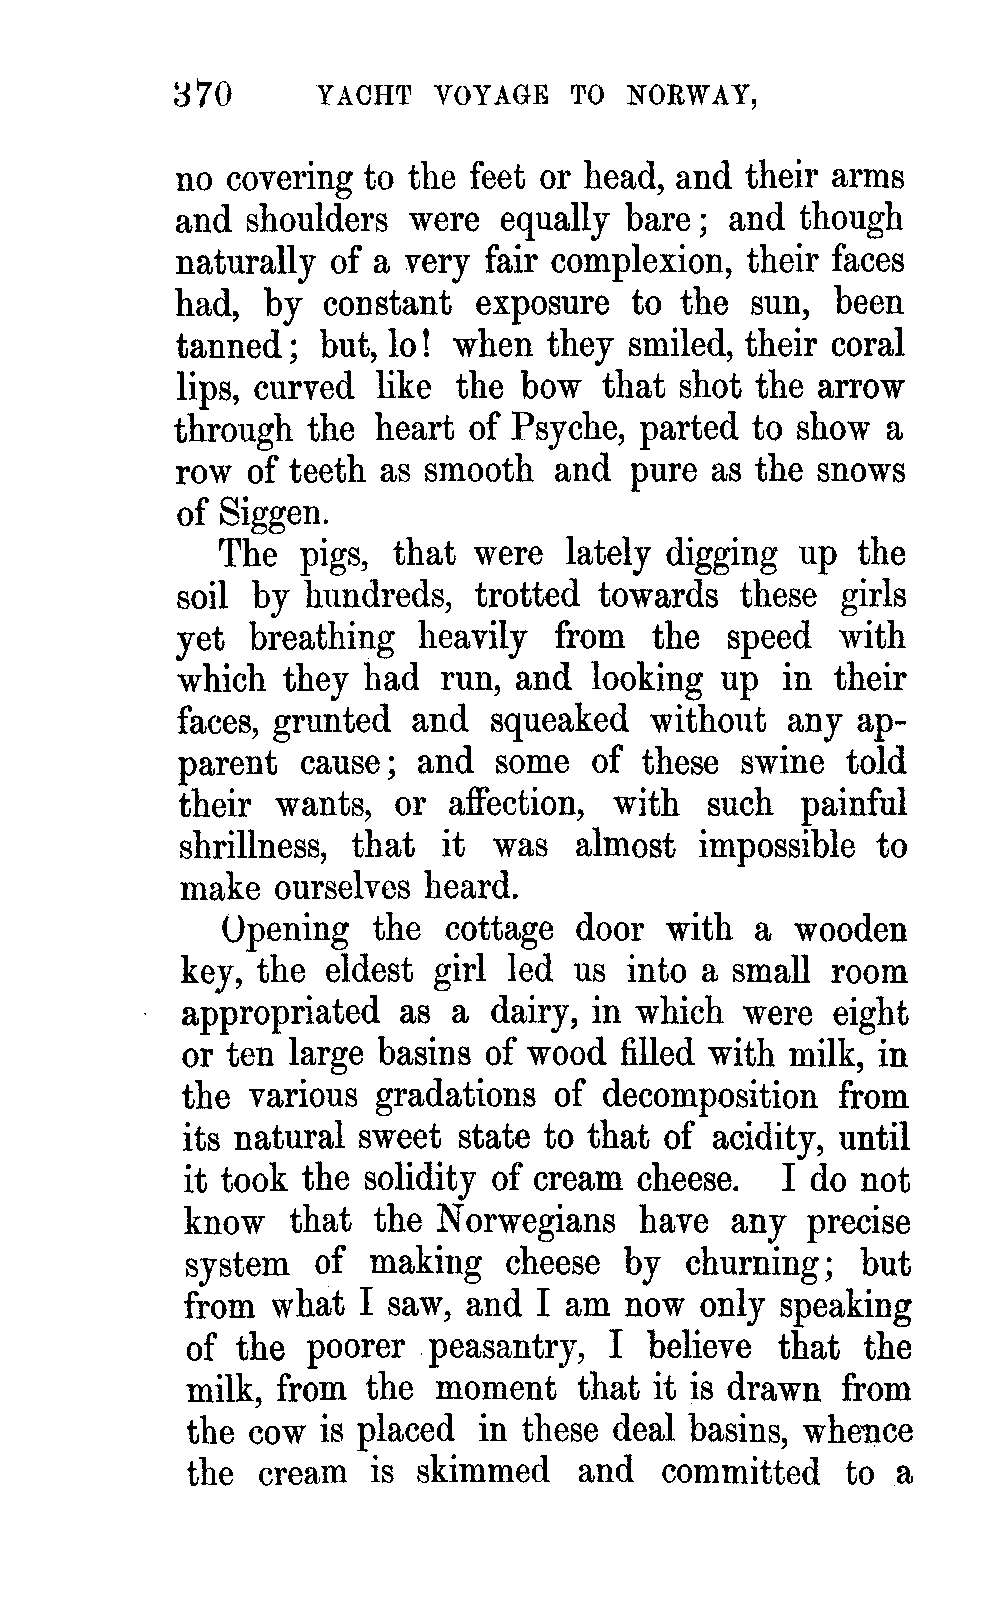 370 YACHT VOYAGE TO NORWAY,
no covering to the feet or head, and their arms
and shoulders were equally bare; and though
naturally of a very fair complexion, their faces
had, by constant exposure to the sun, been
tanned; but, lo! when they smiled, their coral
lips, curved like the bow that shot the arrow
through the heart of Psyche, parted to show a
row of teeth as smooth and pure as the snows
of Siggen.
The pigs, that were lately digging up the
soil by hundreds, trotted towards these girls
yet breathing heavily from the speed with
which they had run, and looking up in their
faces, grunted and squeaked without any ap-
parent cause; and some of these swine told
their wants, or affection, with such painful
shrillness, that it was almost impossible to
make ourselves heard.
Opening the cottage door with a wooden
key, the eldest girl led us into a small room
appropriated as a dairy, in which were eight
or ten large basins of wood filled with milk, in
the various gradations of decomposition from
its natural sweet state to that of acidity, until
it took the solidity of cream cheese. I do not
know that the Norwegians have any precise
system of making cheese by churning; but
from what I saw, and I am now only speaking
of the poorer peasantry, I believe that the
milk, from the moment that it is drawn from
the cow is placed in these deal basins, whence
the cream is skimmed and committed to a